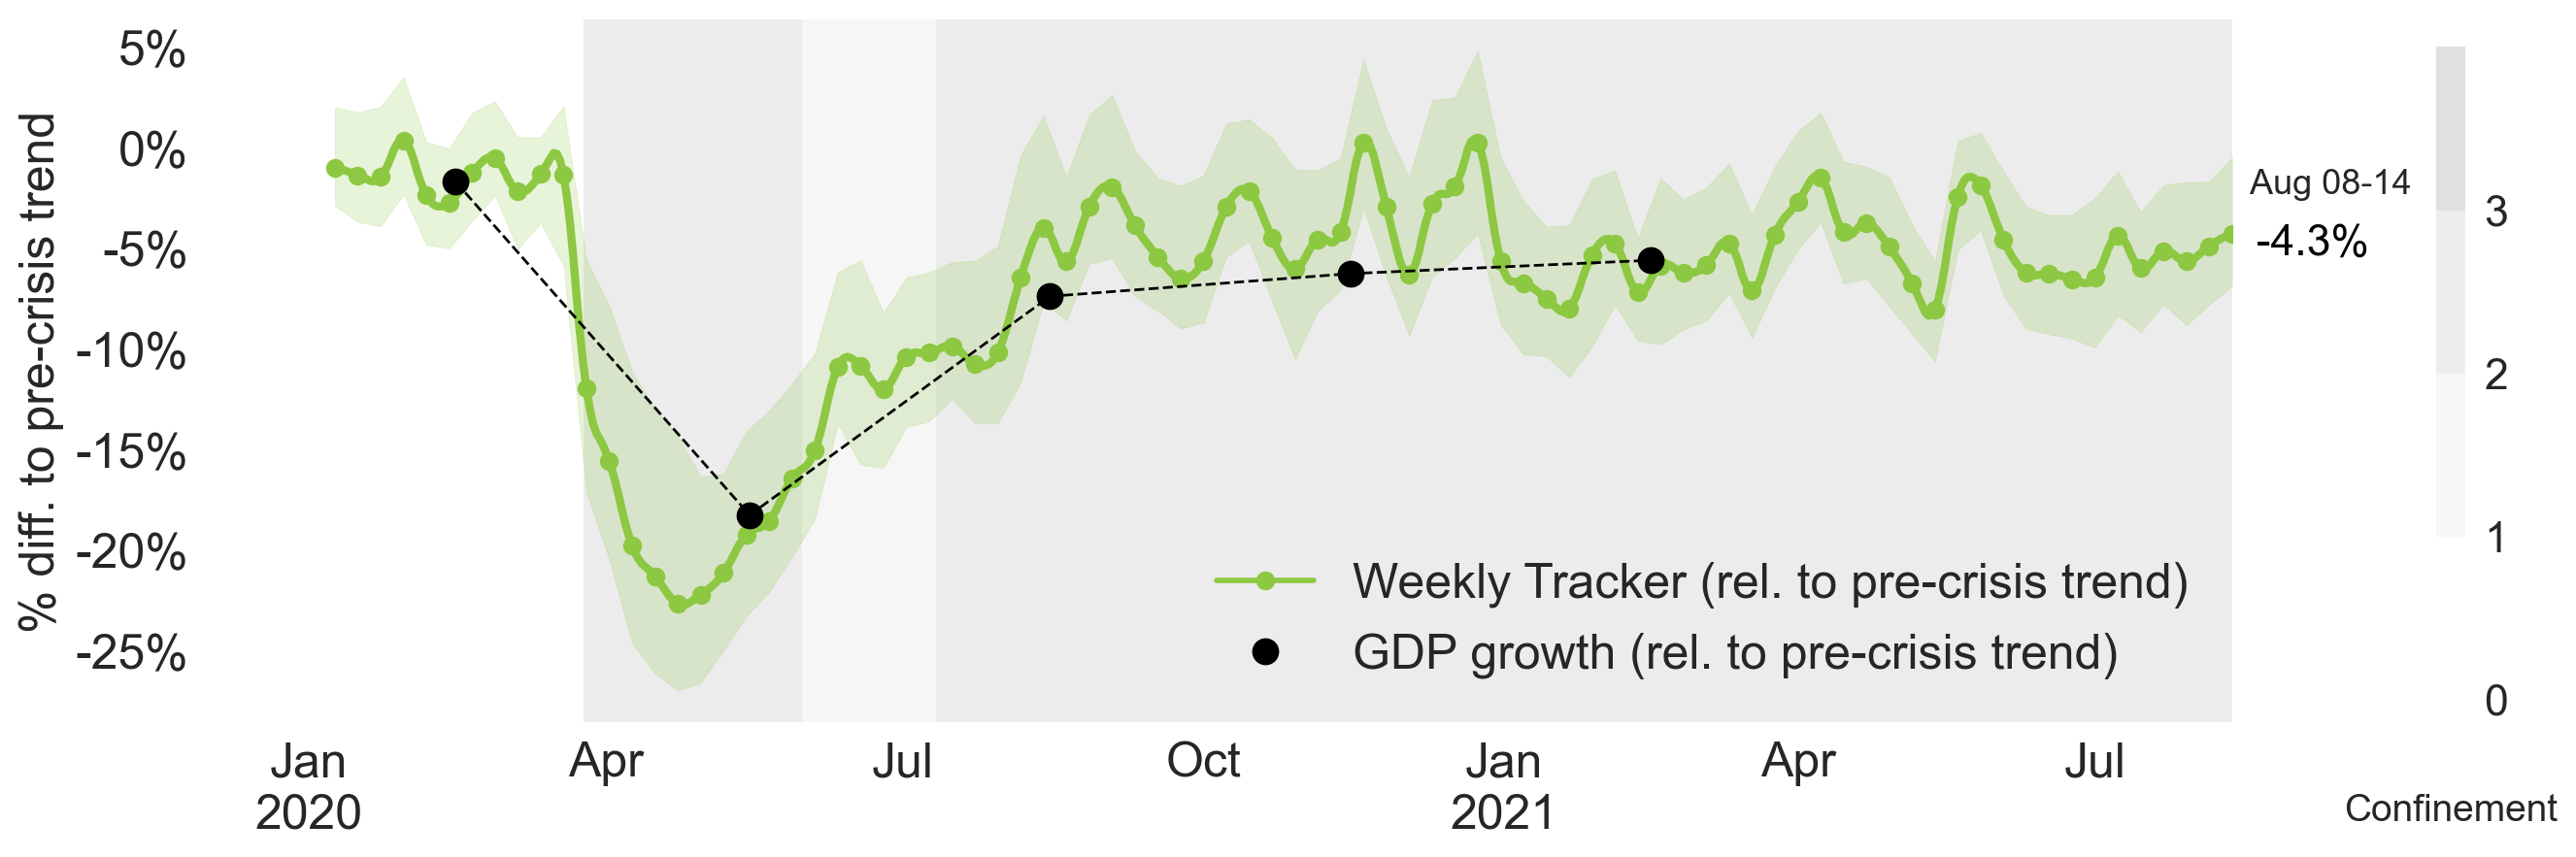 % diff. to pre-crisis trend
5%
0%
-5%
-10%
-15%
-20%
-25%
Jan
2020
Apr
Jul
Oct
Jan
2021
Apr
Jul
Weekly Tracker (rel. to pre-crisis trend)
GDP growth (rel. to pre-crisis trend)
Aug 08-14
-4.3%
3
2
1
0
Confinement